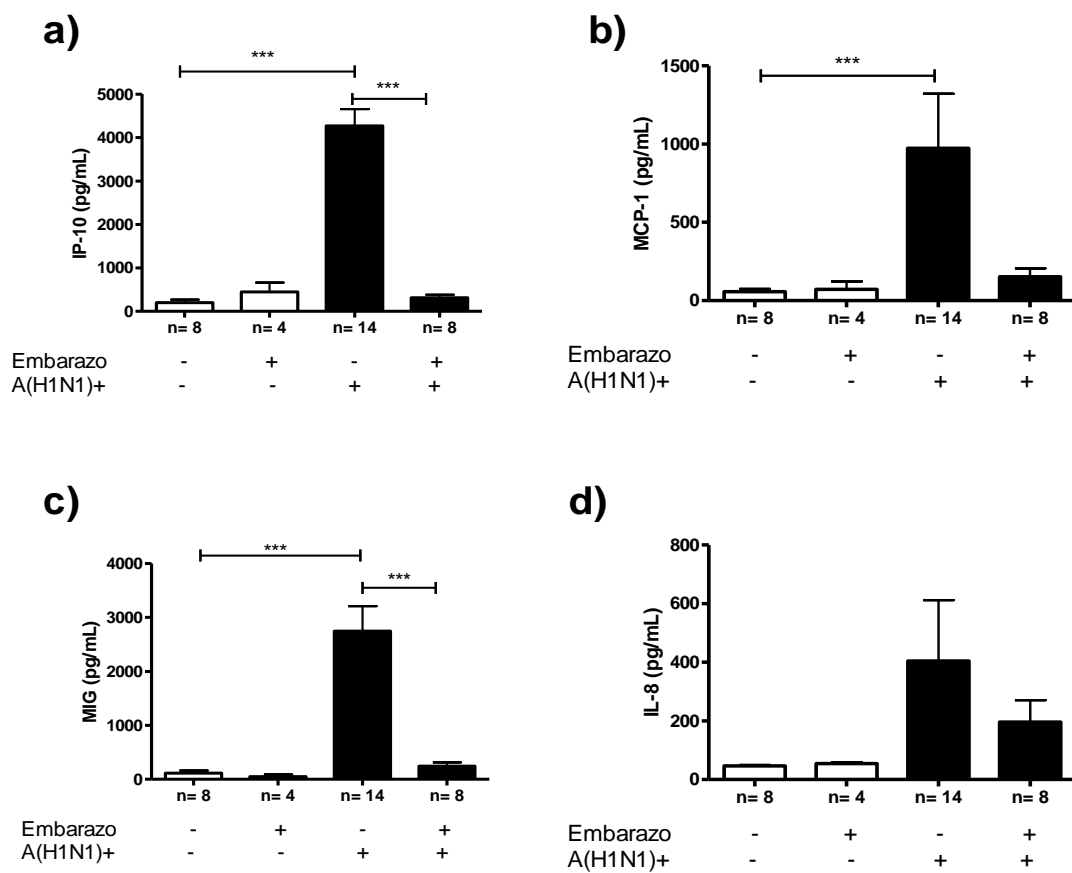 a)
***
***
5000
4000
3000
2000
1000
0
IP-10 (pg/mL)
n= 8 n= 4 n= 14 n= 8
Embarazo - + - +
A(H1N1)+ - - + +
b)
***
1500
1000
500
0
MCP-1 (pg/mL)
n= 8 n= 4 n= 14 n= 8
Embarazo - + - +
A(H1N1)+ - - + +
c)
***
***
4000
3000
2000
1000
0
MIG (pg/mL)
n= 8 n= 4 n= 14 n= 8
Embarazo - + - +
A(H1N1)+ - - + +
d)
800
600
400
200
0
IL-8 (pg/mL)
n= 8 n= 4 n= 14 n= 8
Embarazo - + - +
A(H1N1)+ - - + +